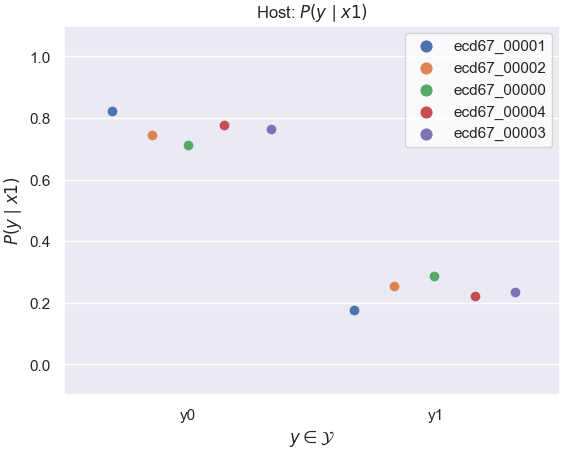 Host: P(y | x1)
ecd67_00001
ecd67_00002
ecd67_00000
ecd67_00004
ecd67_00003
1.0
0.8
0.6
0.4
0.2
0.0
P(y | x1)
y0
y1
y ∈ 𝒴